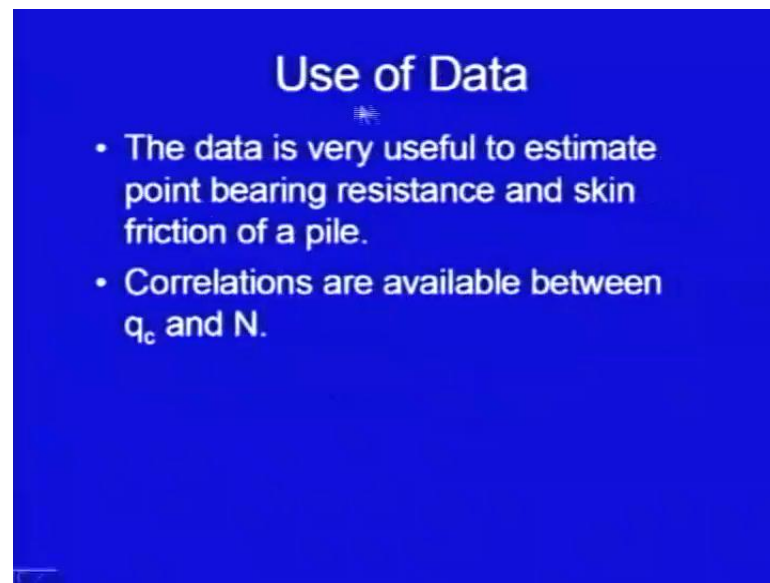 Use of Data
• The data is very useful to estimate
point bearing resistance and skin
friction of a pile.
• Correlations are available between
q꜀ and N.